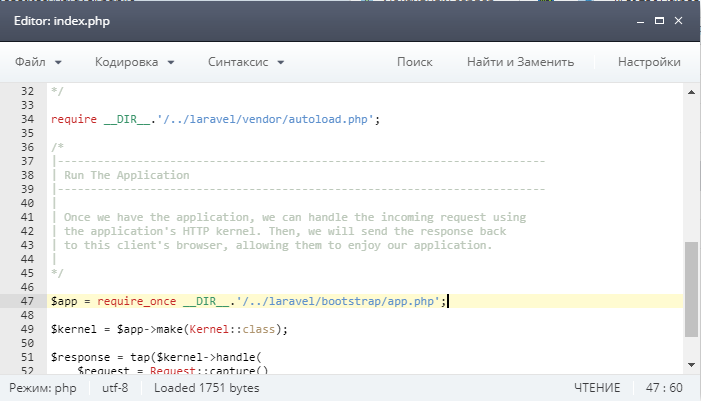 Editor: index.php
Файл Кодировка Синтаксис Поиск Найти и Заменить Настройки
32 */
33
34 require __DIR__.'/../laravel/vendor/autoload.php';
35
36 /*
37 |--------------------------------------------------------------------------
38 | Run The Application
39 |--------------------------------------------------------------------------
40 |
41 | Once we have the application, we can handle the incoming request using
42 | the application's HTTP kernel. Then, we will send the response back
43 | to this client's browser, allowing them to enjoy our application.
44 |
45 */
46
47 $app = require_once __DIR__.'/../laravel/bootstrap/app.php';
48
49 $kernel = $app->make(Kernel::class);
50
51 $response = tap($kernel->handle(
52 $request = Request::capture()
Режим: php utf-8 Loaded 1751 bytes ЧТЕНИЕ 47 : 60